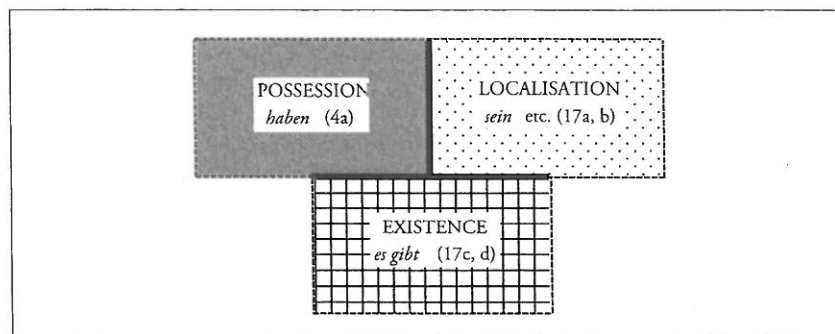 POSSESSION
haben (4a)
LOCALISATION
sein etc. (17a, b)
EXISTENCE
es gibt (17c, d)